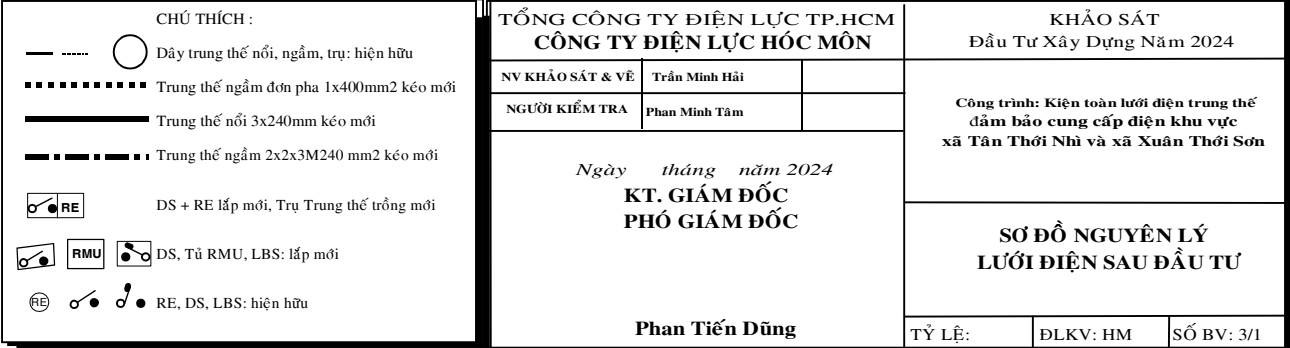 CHÚ THÍCH :
Dây trung thế nổi, ngầm, trụ: hiện hữu
Trung thế ngầm đơn pha 1x400mm2 kéo mới
Trung thế nổi 3x240mm kéo mới
Trung thế ngầm 2x2x3M240 mm2 kéo mới
RE
DS + RE lắp mới, Trụ Trung thế trồng mới
RMU
DS, Tủ RMU, LBS: lắp mới
RE
RE, DS, LBS: hiện hữu
TỔNG CÔNG TY ĐIỆN LỰC TP.HCM
CÔNG TY ĐIỆN LỰC HÓC MÔN
NV KHẢO SÁT & VẼ Trần Minh Hải
NGƯỜI KIỂM TRA Phan Minh Tâm
Ngày tháng năm 2024
KT. GIÁM ĐỐC
PHÓ GIÁM ĐỐC
Phan Tiến Dũng
KHẢO SÁT
Đầu Tư Xây Dựng Năm 2024
Công trình: Kiện toàn lưới điện trung thế
đảm bảo cung cấp điện khu vực
xã Tân Thới Nhì và xã Xuân Thới Sơn
SƠ ĐỒ NGUYÊN LÝ
LƯỚI ĐIỆN SAU ĐẦU TƯ
TỶ LỆ: ĐLKV: HM SỐ BV: 3/1